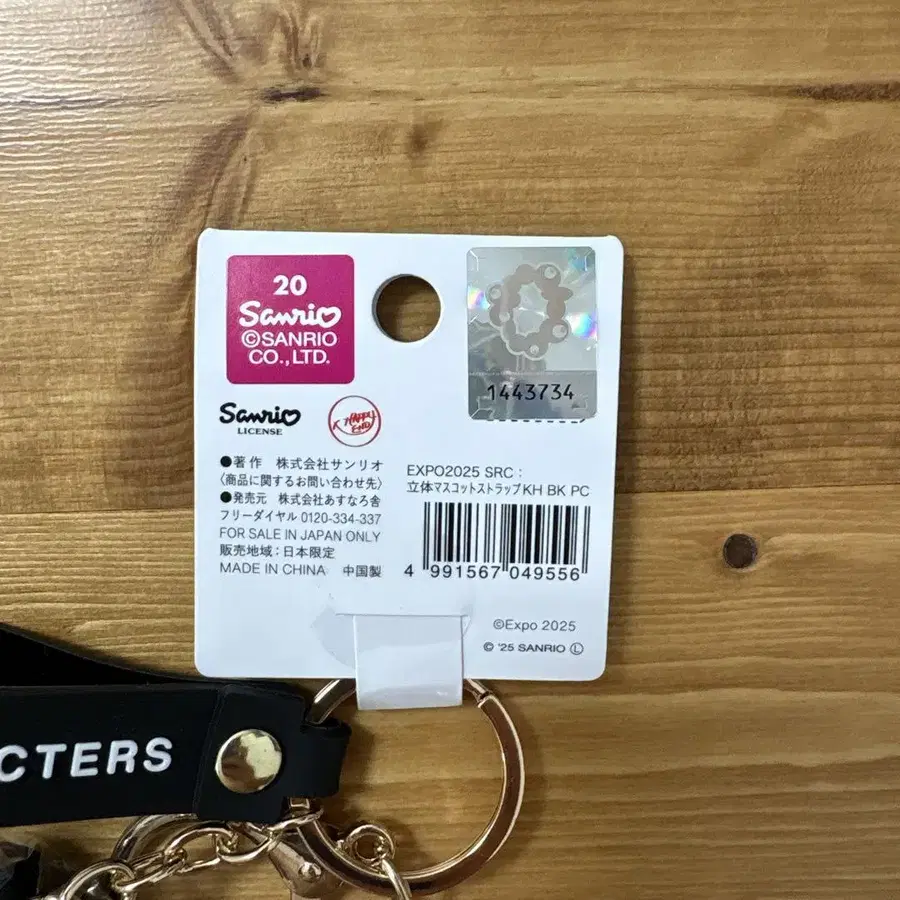 20
Sanrio
©SANRIO
CO.,LTD.
1443734
Sanrio
LICENSE
HAPPY
END
●著作 株式会社サンリオ
〈商品に関するお問い合わせ先〉
●発売元 株式会社あすなろ舎
フリーダイヤル 0120-334-337
FOR SALE IN JAPAN ONLY
販売地域:日本限定
MADE IN CHINA 中国製
EXPO2025 SRC:
立体マスコットストラップKH BK PC
4 991567 049556
©Expo 2025
© '25 SANRIO Ⓛ
CTERS